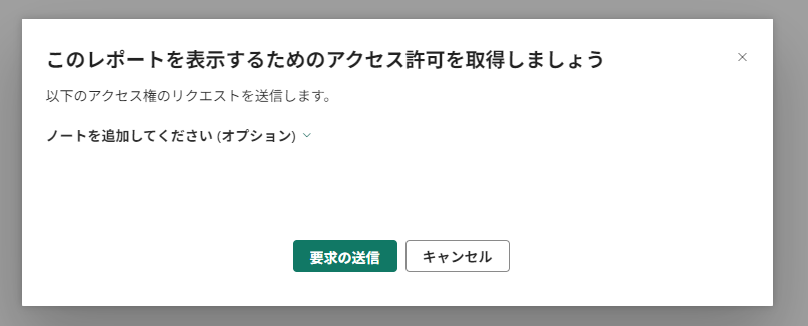 このレポートを表示するためのアクセス許可を取得しましょう
以下のアクセス権のリクエストを送信します。
ノートを追加してください (オプション)
要求の送信
キャンセル